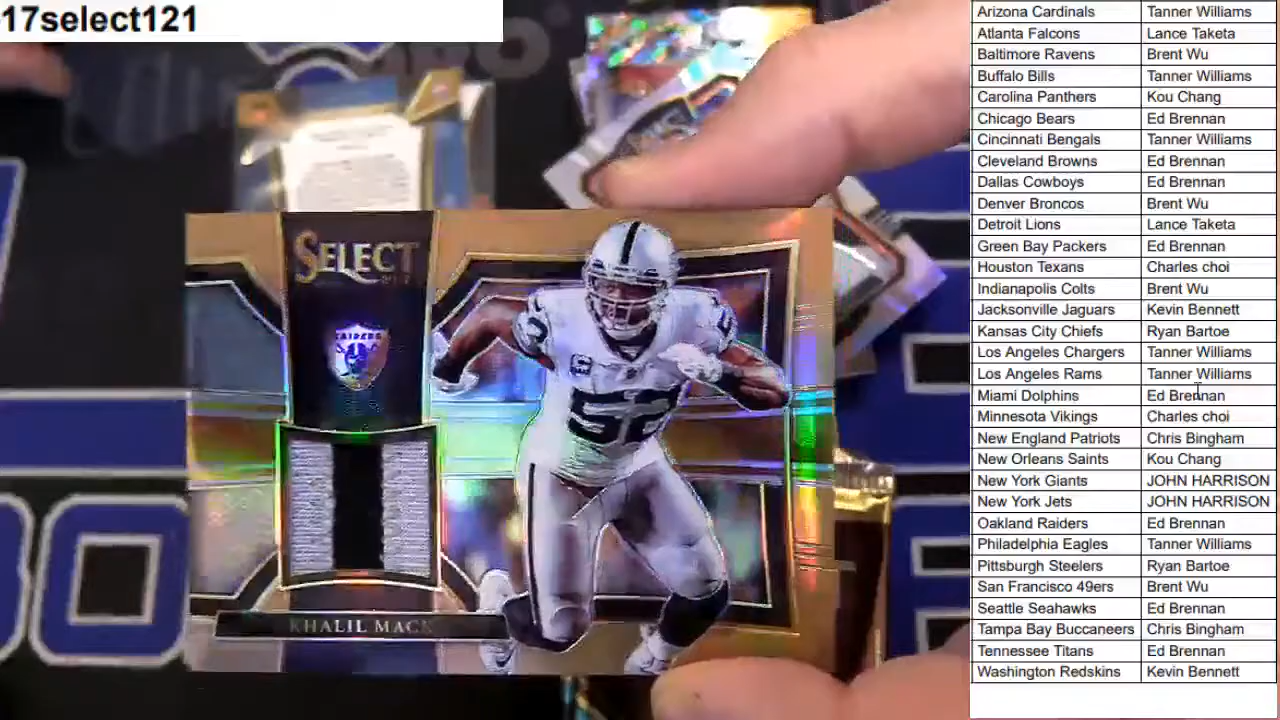 17select121
SELECT
RAIDERS
52
KHALIL MACK
Arizona Cardinals Tanner Williams
Atlanta Falcons Lance Taketa
Baltimore Ravens Brent Wu
Buffalo Bills Tanner Williams
Carolina Panthers Kou Chang
Chicago Bears Ed Brennan
Cincinnati Bengals Tanner Williams
Cleveland Browns Ed Brennan
Dallas Cowboys Ed Brennan
Denver Broncos Brent Wu
Detroit Lions Lance Taketa
Green Bay Packers Ed Brennan
Houston Texans Charles choi
Indianapolis Colts Brent Wu
Jacksonville Jaguars Kevin Bennett
Kansas City Chiefs Ryan Bartoe
Los Angeles Chargers Tanner Williams
Los Angeles Rams Tanner Williams
Miami Dolphins Ed Brennan
Minnesota Vikings Charles choi
New England Patriots Chris Bingham
New Orleans Saints Kou Chang
New York Giants JOHN HARRISON
New York Jets JOHN HARRISON
Oakland Raiders Ed Brennan
Philadelphia Eagles Tanner Williams
Pittsburgh Steelers Ryan Bartoe
San Francisco 49ers Brent Wu
Seattle Seahawks Ed Brennan
Tampa Bay Buccaneers Chris Bingham
Tennessee Titans Ed Brennan
Washington Redskins Kevin Bennett